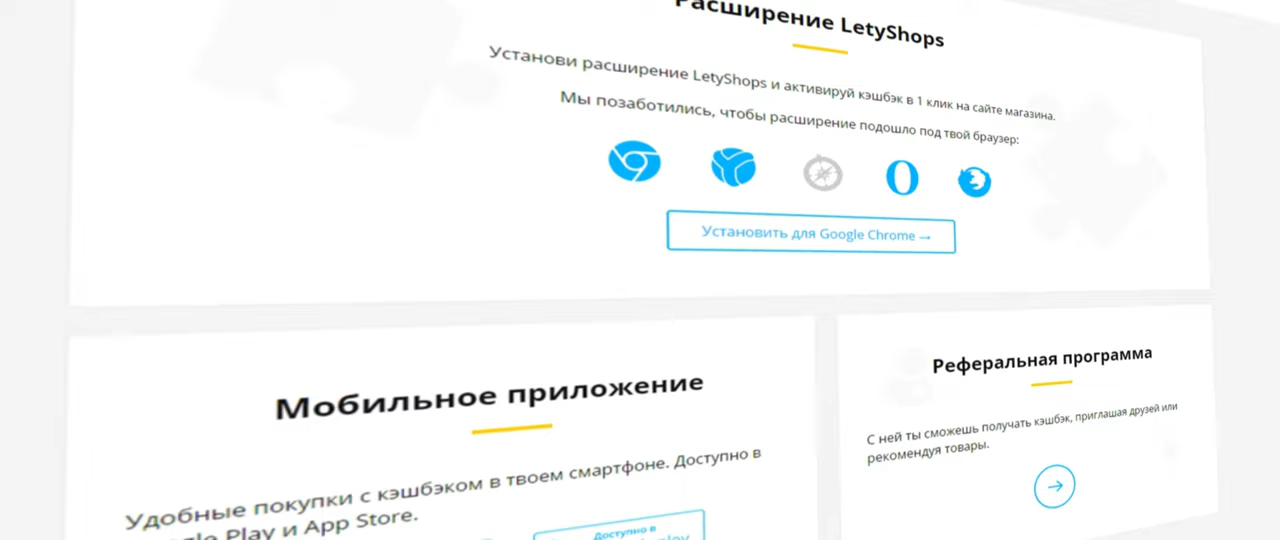 Расширение LetyShops
Установи расширение LetyShops и активируй кэшбэк в 1 клик на сайте магазина.
Мы позаботились, чтобы расширение подошло под твой браузер:
Установить для Google Chrome →
Мобильное приложение
Удобные покупки с кэшбэком в твоем смартфоне. Доступно в
Play и App Store.
Доступно в
Реферальная программа
С ней ты сможешь получать кэшбэк, приглашая друзей или
рекомендуя товары.